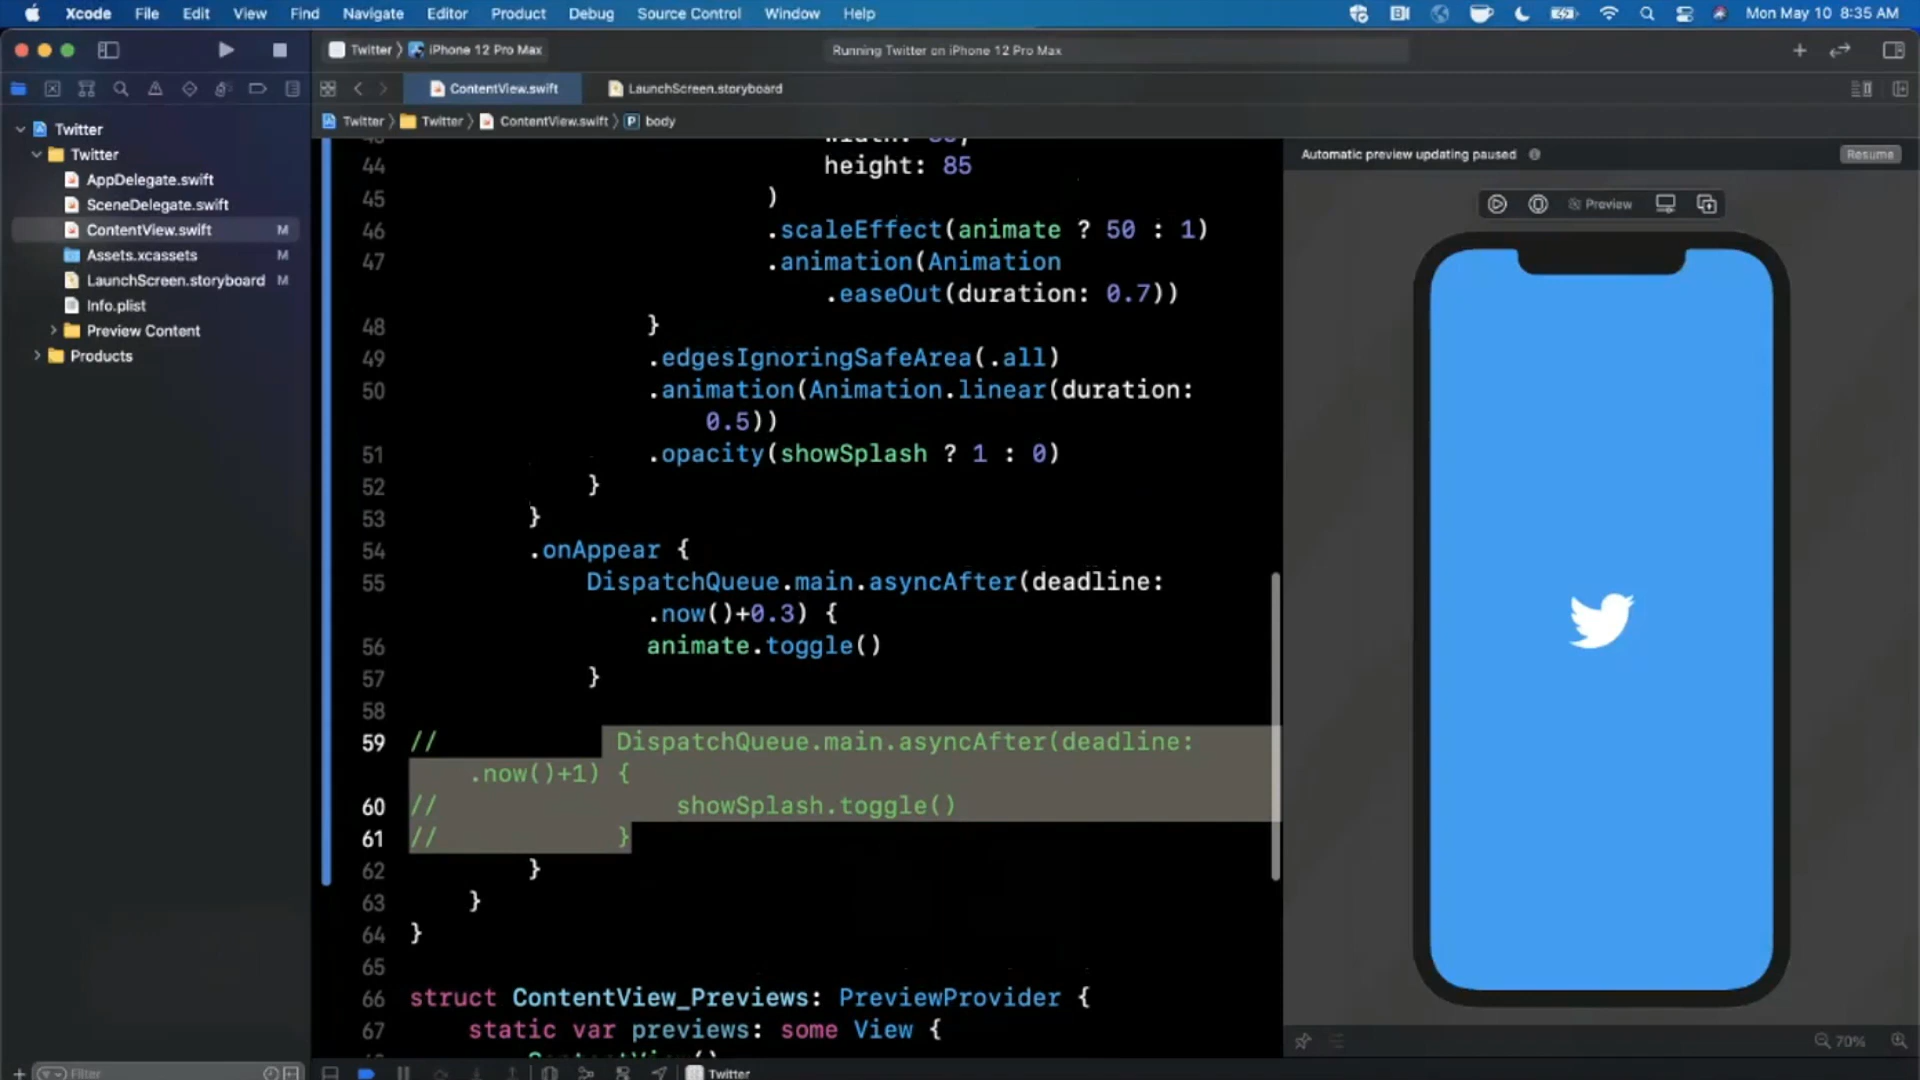 Xcode File Edit View Find Navigate Editor Product Debug Source Control Window Help Mon May 10 8:35 AM
Twitter iPhone 12 Pro Max Running Twitter on iPhone 12 Pro Max
ContentView.swift LaunchScreen.storyboard
Twitter Twitter ContentView.swift P body
Twitter
Twitter
AppDelegate.swift
SceneDelegate.swift
ContentView.swift M
Assets.xcassets M
LaunchScreen.storyboard M
Info.plist
Preview Content
Products
Filter
44 height: 85
45 )
46 .scaleEffect(animate ? 50 : 1)
47 .animation(Animation
.easeOut(duration: 0.7))
48 }
49 .edgesIgnoringSafeArea(.all)
50 .animation(Animation.linear(duration:
0.5))
51 .opacity(showSplash ? 1 : 0)
52 }
53 }
54 .onAppear {
55 DispatchQueue.main.asyncAfter(deadline:
.now()+0.3) {
56 animate.toggle()
57 }
58
59 // DispatchQueue.main.asyncAfter(deadline:
.now()+1) {
60 // showSplash.toggle()
61 // }
62 }
63 }
64 }
65
66 struct ContentView_Previews: PreviewProvider {
67 static var previews: some View {
Twitter
Automatic preview updating paused Resume
Preview
70%